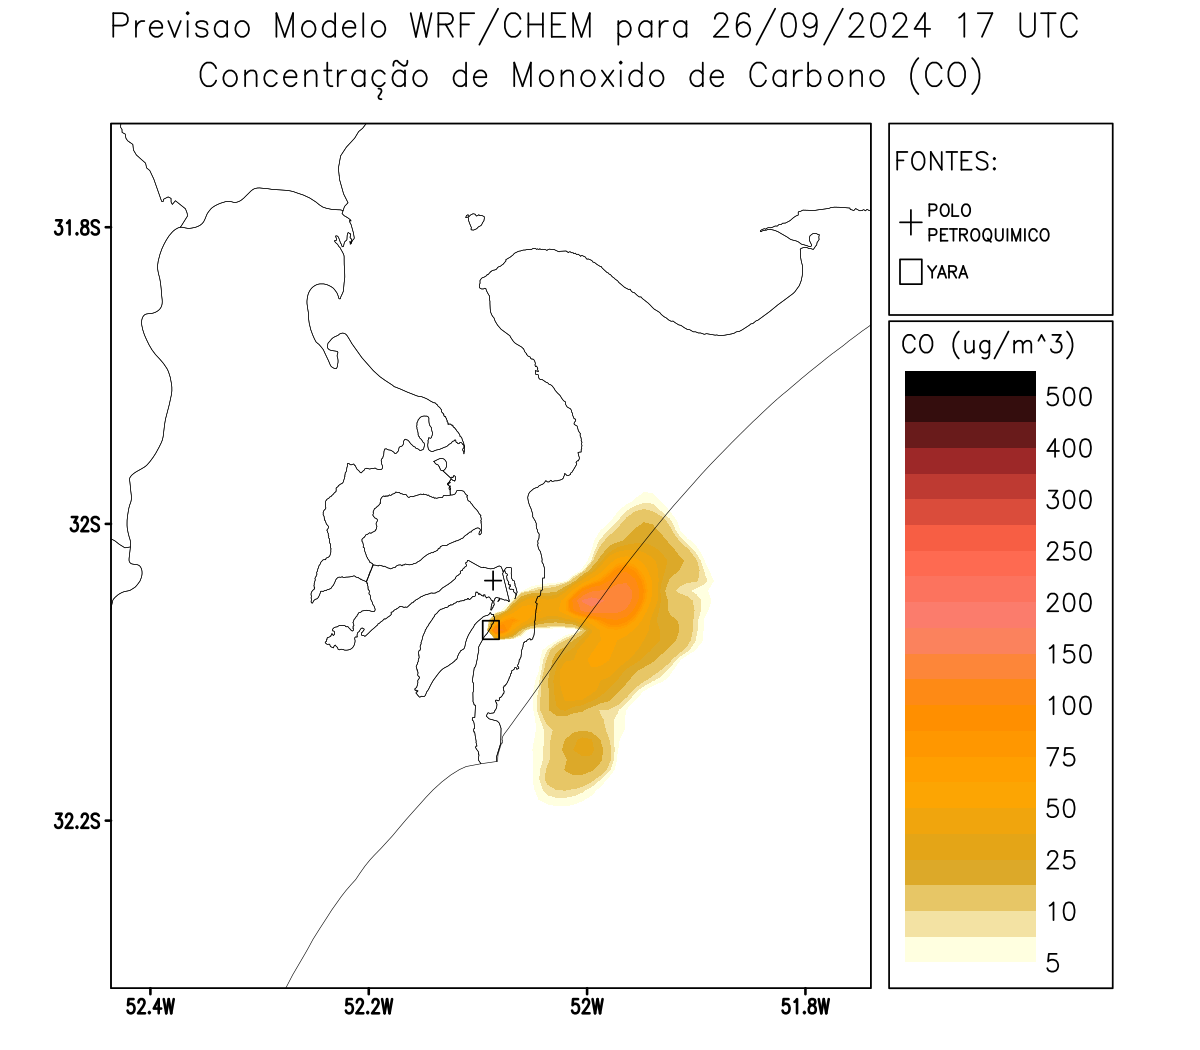 Previsao Modelo WRF/CHEM para 26/09/2024 17 UTC
Concentração de Monoxido de Carbono (CO)
FONTES:
POLO
PETROQUIMICO
YARA
31.8S
32S
32.2S
52.4W
52.2W
52W
51.8W
CO (ug/m^3)
500
400
300
250
200
150
100
75
50
25
10
5